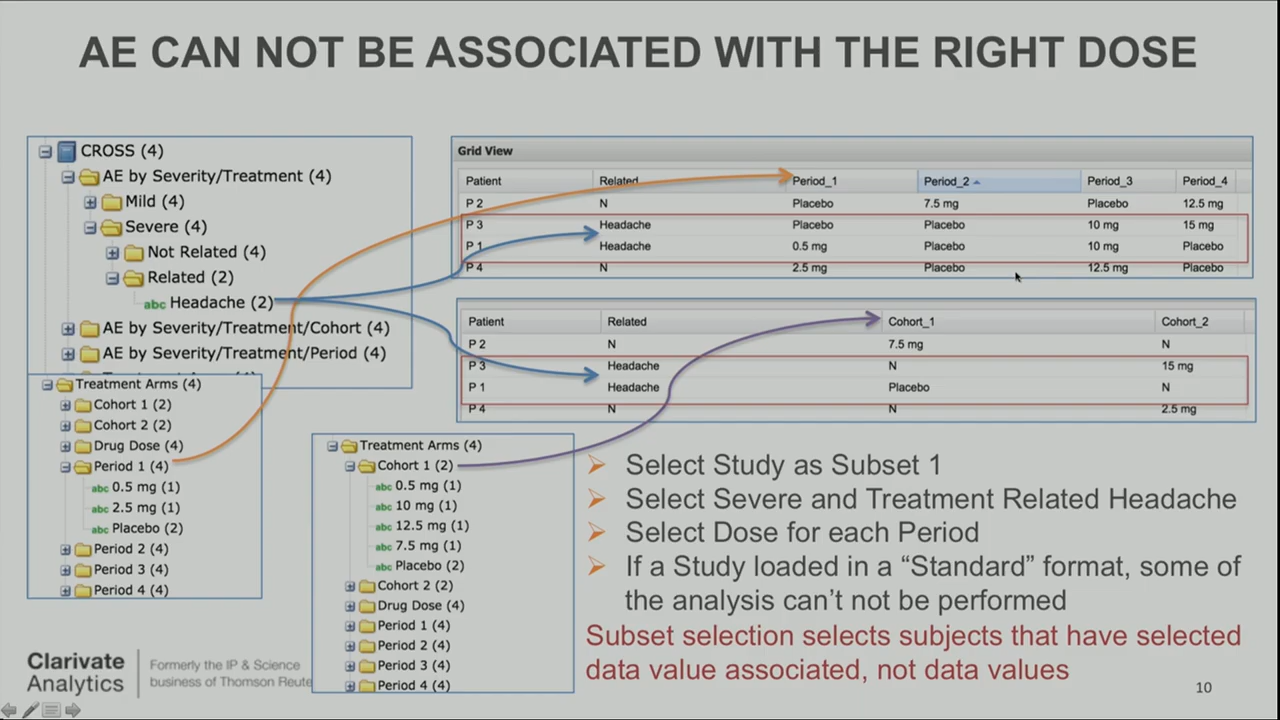 AE CAN NOT BE ASSOCIATED WITH THE RIGHT DOSE
CROSS (4)
AE by Severity/Treatment (4)
Mild (4)
Severe (4)
Not Related (4)
Related (2)
abc Headache (2)
AE by Severity/Treatment/Cohort (4)
AE by Severity/Treatment/Period (4)
Treatment Arms (4)
Cohort 1 (2)
Cohort 2 (2)
Drug Dose (4)
Period 1 (4)
abc 0.5 mg (1)
abc 2.5 mg (1)
abc Placebo (2)
Period 2 (4)
Period 3 (4)
Period 4 (4)
Treatment Arms (4)
Cohort 1 (2)
abc 0.5 mg (1)
abc 10 mg (1)
abc 12.5 mg (1)
abc 7.5 mg (1)
abc Placebo (2)
Cohort 2 (2)
Drug Dose (4)
Period 1 (4)
Period 2 (4)
Period 3 (4)
Period 4 (4)
Grid View
Patient Related Period_1 Period_2 Period_3 Period_4
P 2 N Placebo 7.5 mg Placebo 12.5 mg
P 3 Headache Placebo Placebo 10 mg 15 mg
P 1 Headache 0.5 mg Placebo 10 mg Placebo
P 4 N 2.5 mg Placebo 12.5 mg Placebo
Patient Related Cohort_1 Cohort_2
P 2 N 7.5 mg N
P 3 Headache N 15 mg
P 1 Headache Placebo N
P 4 N N 2.5 mg
Select Study as Subset 1
Select Severe and Treatment Related Headache
Select Dose for each Period
If a Study loaded in a “Standard” format, some of
the analysis can’t not be performed
Subset selection selects subjects that have selected
data value associated, not data values
Clarivate
Analytics
Formerly the IP & Science
business of Thomson Reute
10